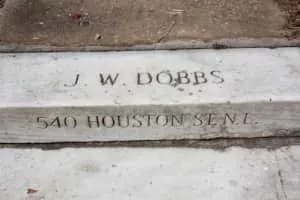 J. W. DOBBS
540 HOUSTON ST. N.E.